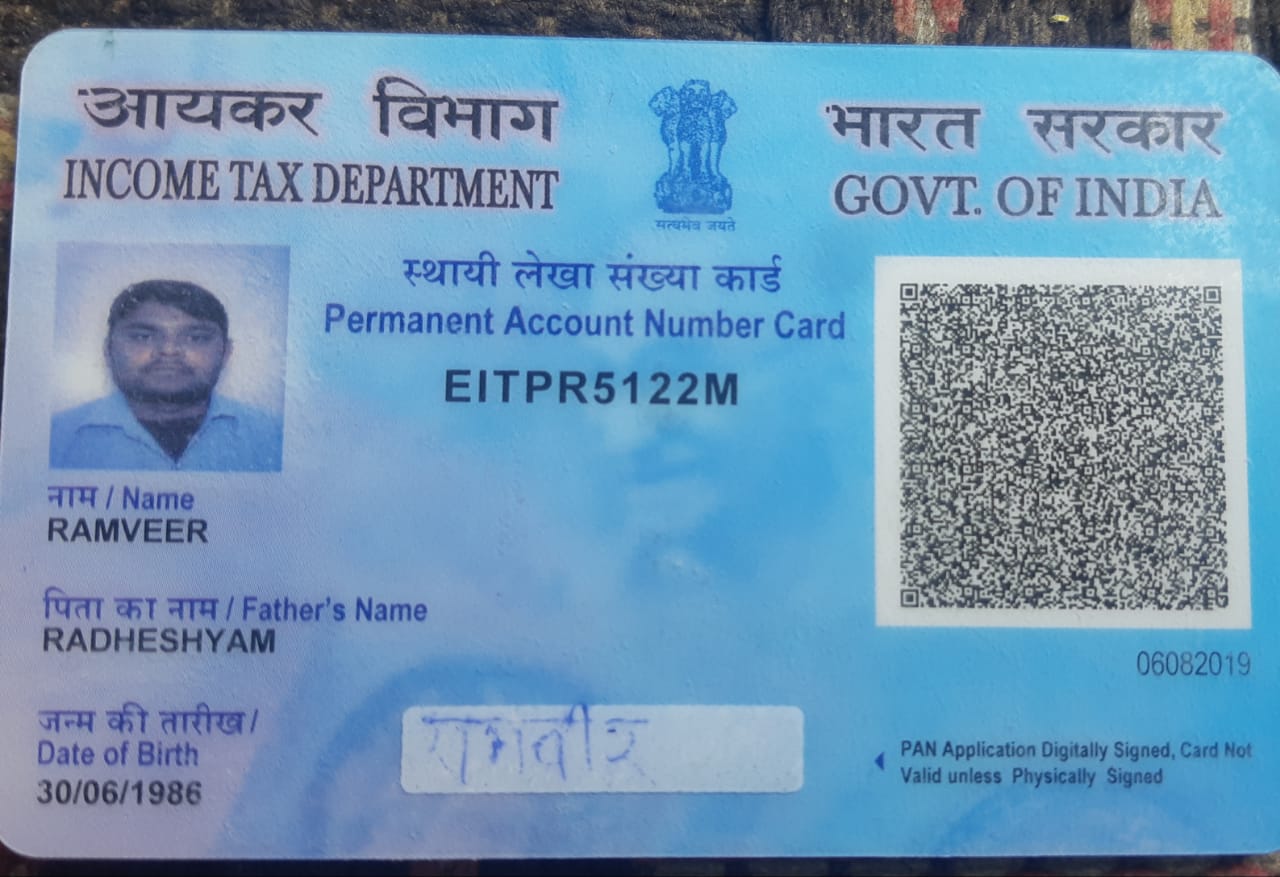 आयकर विभाग
INCOME TAX DEPARTMENT
सत्यमेव जयते
भारत सरकार
GOVT. OF INDIA
स्थायी लेखा संख्या कार्ड
Permanent Account Number Card
EITPR5122M
नाम / Name
RAMVEER
पिता का नाम / Father's Name
RADHESHYAM
06082019
जन्म की तारीख/
Date of Birth
30/06/1986
रामवीर
PAN Application Digitally Signed, Card Not
Valid unless Physically Signed